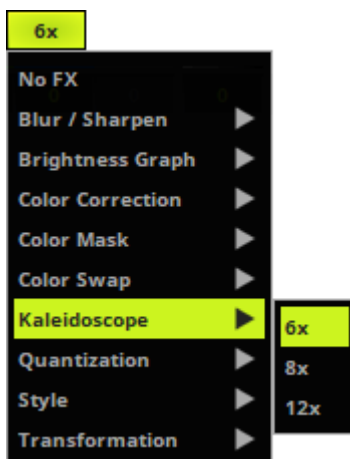 6x
No FX
Blur / Sharpen
Brightness Graph
Color Correction
Color Mask
Color Swap
Kaleidoscope
6x
Quantization
8x
Style
12x
Transformation